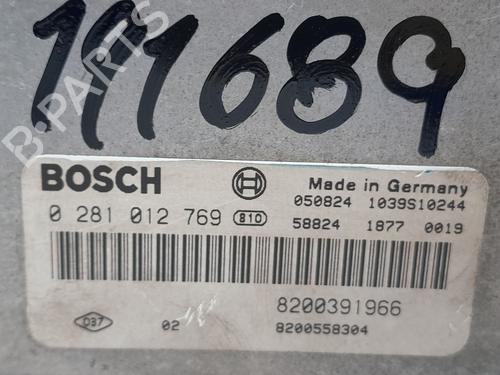 191689
B-PARTS
BOSCH
Made in Germany
050824 1039S10244
0 281 012 769 810
58824 1877 0019
8200391966
D37 02 8200558304